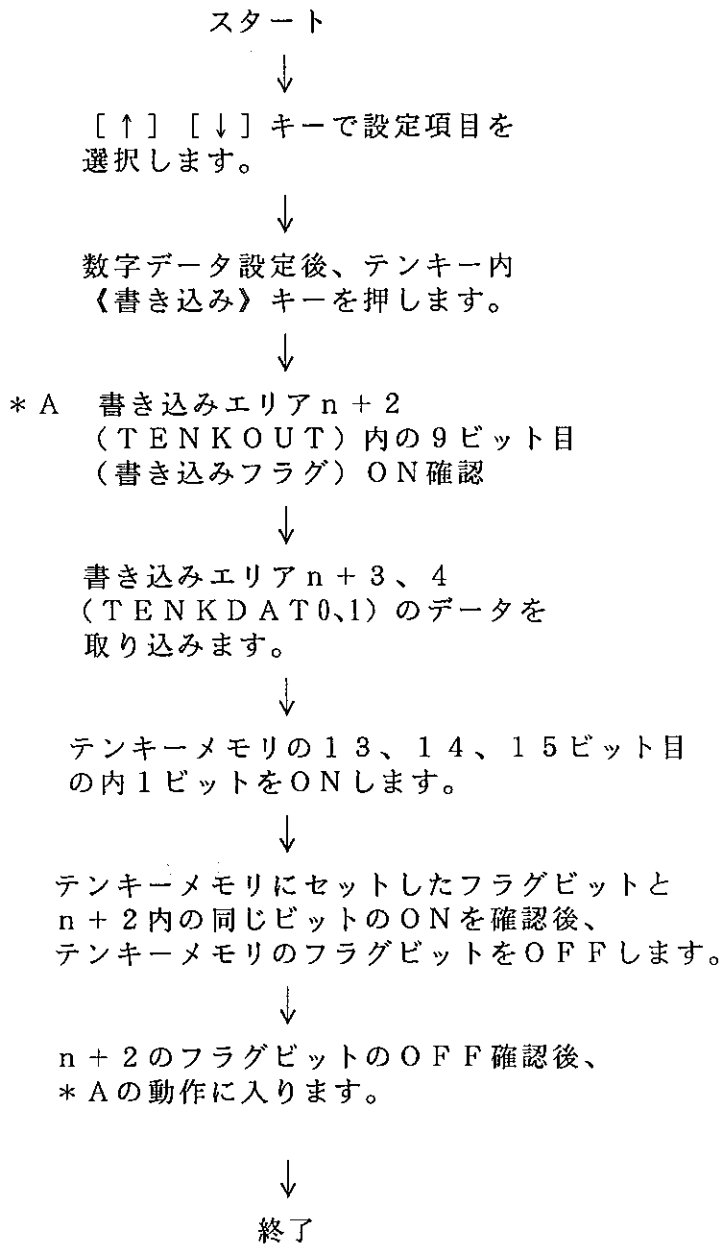 スタート
↓
［↑］［↓］キーで設定項目を
選択します。
↓
数字データ設定後、テンキー内
《書き込み》キーを押します。
↓
＊A　書き込みエリアn＋2
（TENKOUT）内の9ビット目
（書き込みフラグ）ON確認
↓
書き込みエリアn＋3、4
（TENKDAT0、1）のデータを
取り込みます。
↓
テンキーメモリの13、14、15ビット目
の内1ビットをONします。
↓
テンキーメモリにセットしたフラグビットと
n＋2内の同じビットのONを確認後、
テンキーメモリのフラグビットをOFFします。
↓
n＋2のフラグビットのOFF確認後、
＊Aの動作に入ります。
↓
終了